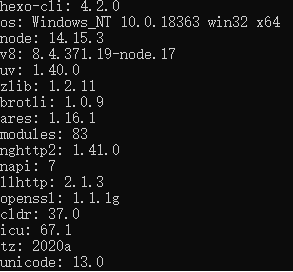 hexo-cli: 4.2.0
os: Windows_NT 10.0.18363 win32 x64
node: 14.15.3
v8: 8.4.371.19-node.17
uv: 1.40.0
zlib: 1.2.11
brotli: 1.0.9
ares: 1.16.1
modules: 83
nghttp2: 1.41.0
napi: 7
llhttp: 2.1.3
openssl: 1.1.1g
cldr: 37.0
icu: 67.1
tz: 2020a
unicode: 13.0